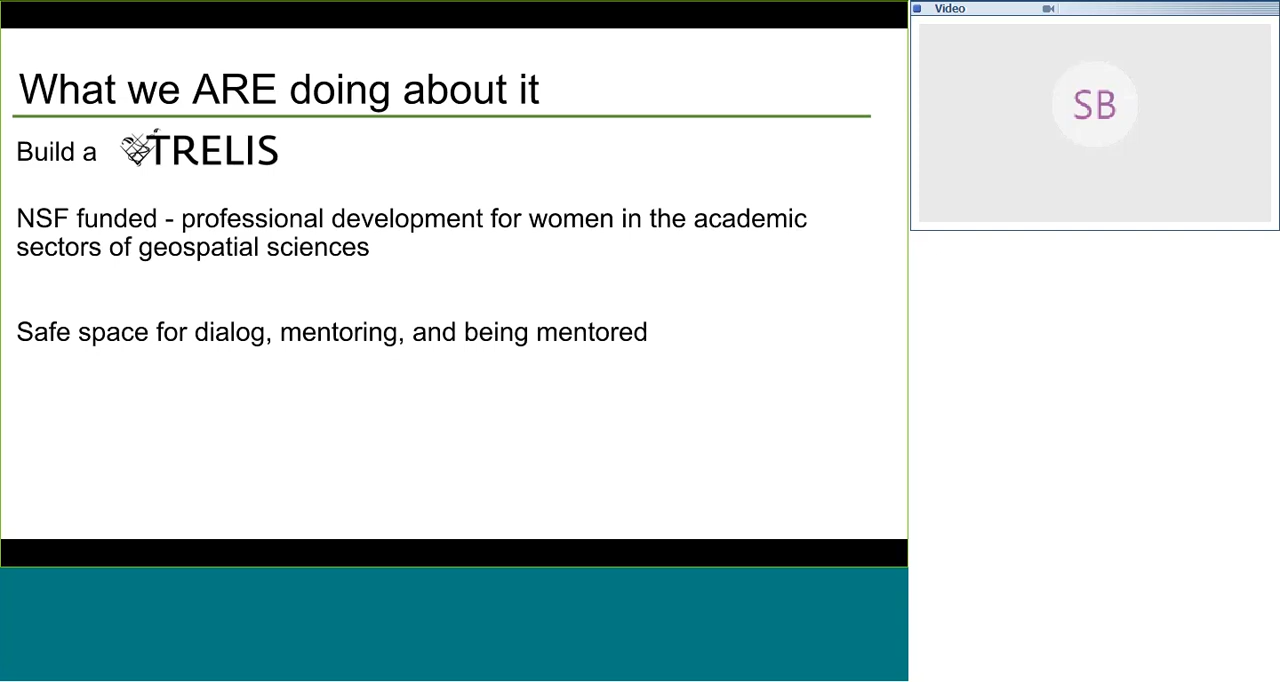 What we ARE doing about it
Build a TRELIS
NSF funded - professional development for women in the academic
sectors of geospatial sciences
Safe space for dialog, mentoring, and being mentored
Video
SB